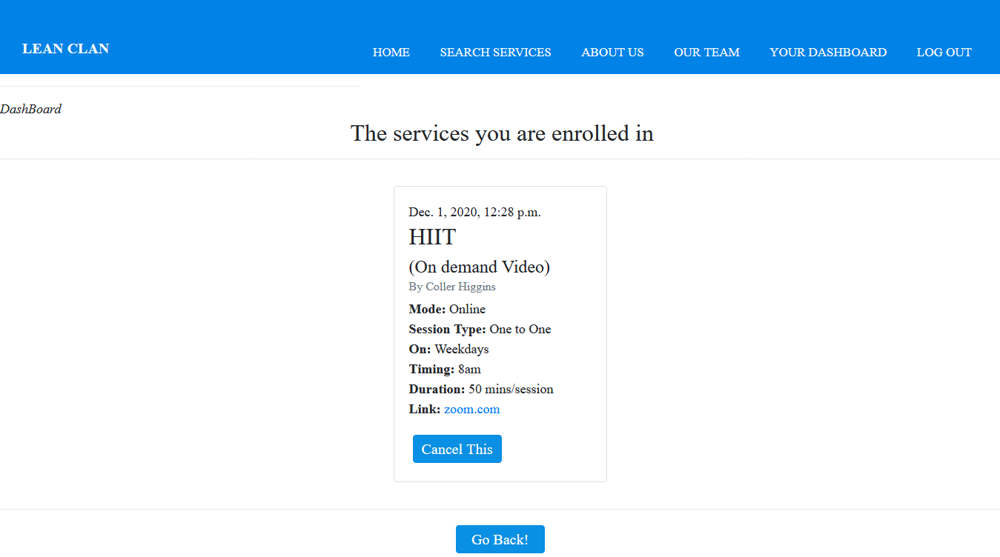 LEAN CLAN
HOME SEARCH SERVICES ABOUT US OUR TEAM YOUR DASHBOARD LOG OUT
DashBoard
The services you are enrolled in
Dec. 1, 2020, 12:28 p.m.
HIIT
(On demand Video)
By Coller Higgins
Mode: Online
Session Type: One to One
On: Weekdays
Timing: 8am
Duration: 50 mins/session
Link: zoom.com
Cancel This
Go Back!